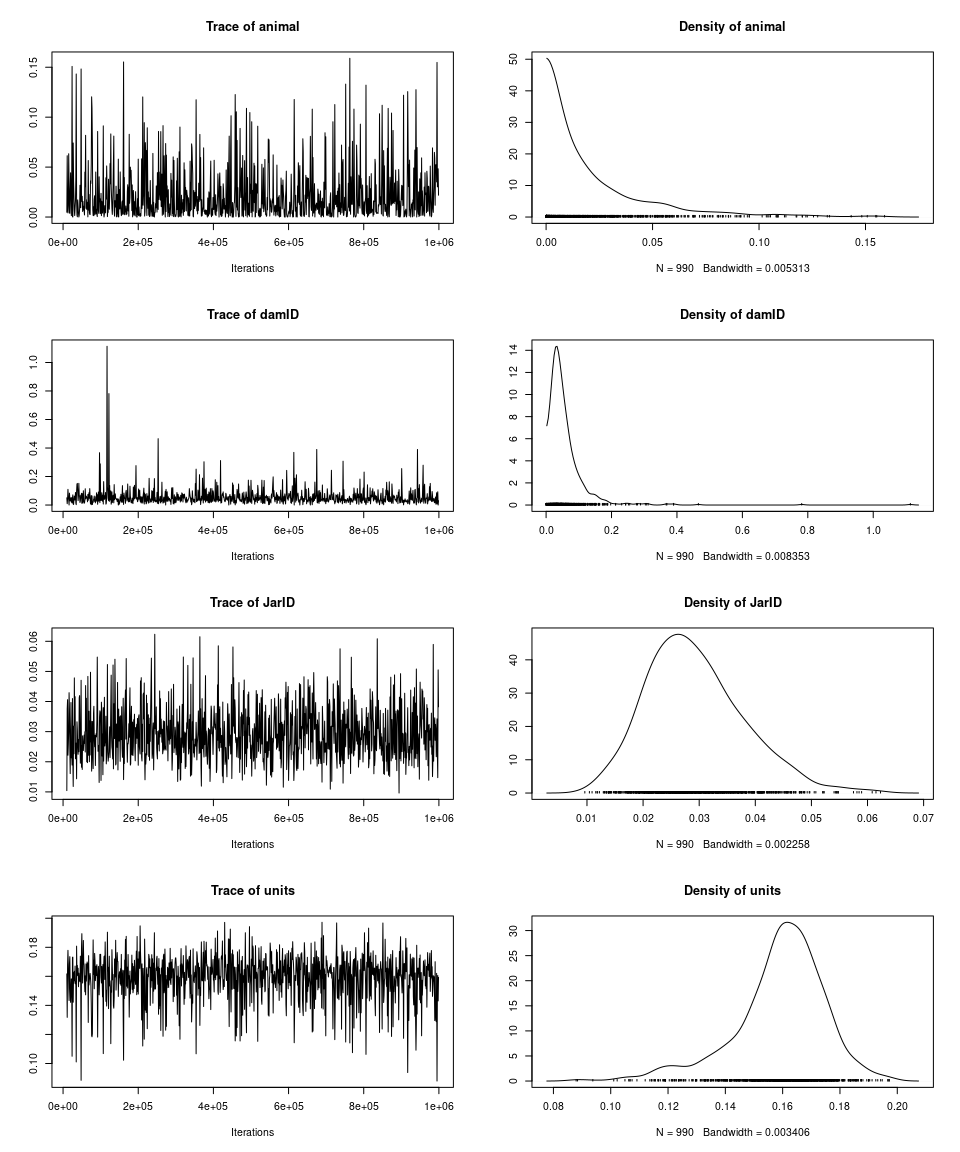 Trace of animal
0.15
0.10
0.05
0.00
0e+00 2e+05 4e+05 6e+05 8e+05 1e+06
Iterations
Density of animal
50
40
30
20
10
0
0.00 0.05 0.10 0.15
N = 990 Bandwidth = 0.005313
Trace of damID
1.0
0.8
0.6
0.4
0.2
0.0
0e+00 2e+05 4e+05 6e+05 8e+05 1e+06
Iterations
Density of damID
14
12
10
8
6
4
2
0
0.0 0.2 0.4 0.6 0.8 1.0
N = 990 Bandwidth = 0.008353
Trace of JarID
0.06
0.05
0.04
0.03
0.02
0.01
0e+00 2e+05 4e+05 6e+05 8e+05 1e+06
Iterations
Density of JarID
40
30
20
10
0
0.01 0.02 0.03 0.04 0.05 0.06 0.07
N = 990 Bandwidth = 0.002258
Trace of units
0.18
0.14
0.10
0e+00 2e+05 4e+05 6e+05 8e+05 1e+06
Iterations
Density of units
30
25
20
15
10
5
0
0.08 0.10 0.12 0.14 0.16 0.18 0.20
N = 990 Bandwidth = 0.003406